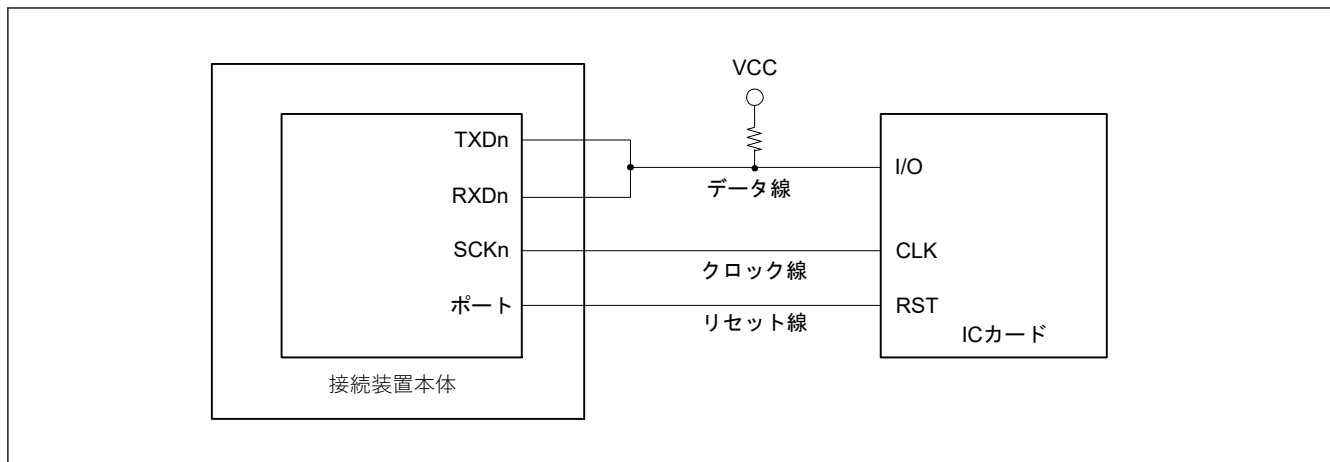 VCC
TXDn
RXDn
SCKn
ポート
データ線
クロック線
リセット線
I/O
CLK
RST
ICカード
接続装置本体